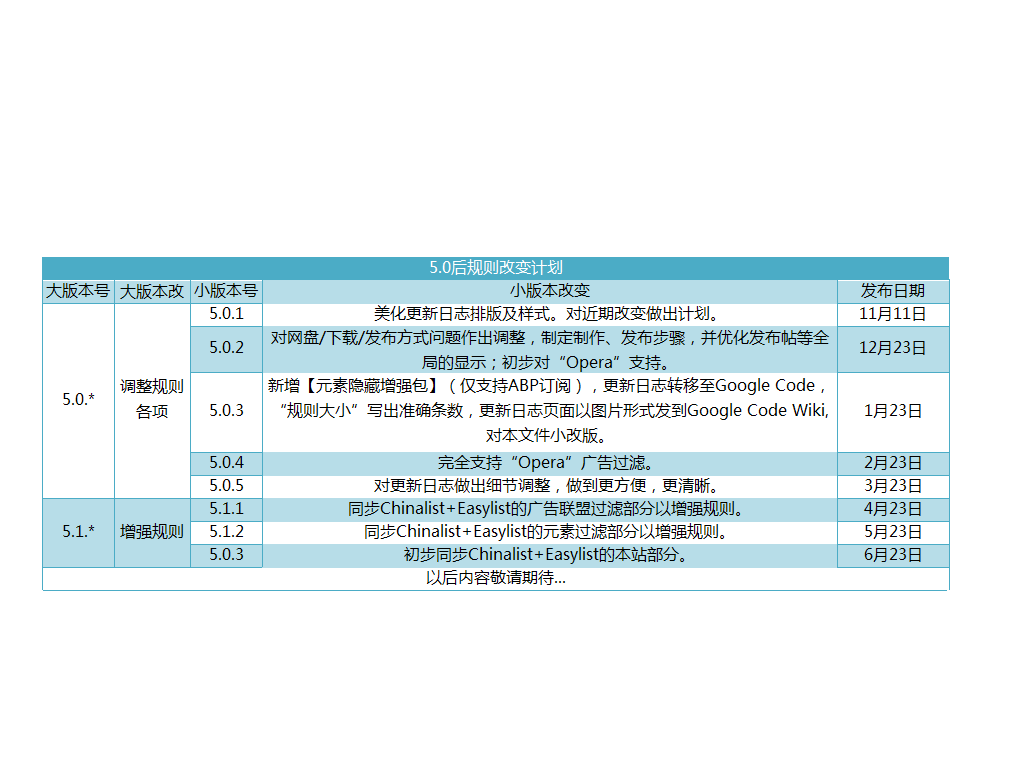 5.0后规则改变计划
大版本号 大版本改 小版本号 小版本改变 发布日期
5.0.* 调整规则各项 5.0.1 美化更新日志排版及样式。对近期改变做出计划。 11月11日
5.0.2 对网盘/下载/发布方式问题作出调整，制定制作、发布步骤，并优化发布帖等全
局的显示；初步对“Opera”支持。 12月23日
5.0.3 新增【元素隐藏增强包】（仅支持ABP订阅），更新日志转移至Google Code，
“规则大小”写出准确条数，更新日志页面以图片形式发到Google Code Wiki,
对本文件小改版。 1月23日
5.0.4 完全支持“Opera”广告过滤。 2月23日
5.0.5 对更新日志做出细节调整，做到更方便，更清晰。 3月23日
5.1.* 增强规则 5.1.1 同步Chinalist+Easylist的广告联盟过滤部分以增强规则。 4月23日
5.1.2 同步Chinalist+Easylist的元素过滤部分以增强规则。 5月23日
5.0.3 初步同步Chinalist+Easylist的本站部分。 6月23日
以后内容敬请期待...